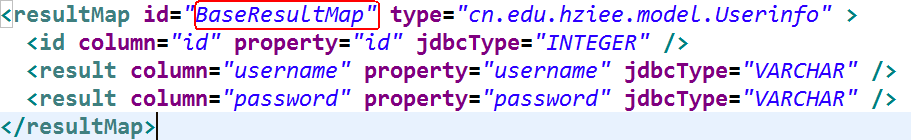 <resultMap id="BaseResultMap" type="cn.edu.hziee.model.Userinfo" >
<id column="id" property="id" jdbcType="INTEGER" />
<result column="username" property="username" jdbcType="VARCHAR" />
<result column="password" property="password" jdbcType="VARCHAR" />
</resultMap>